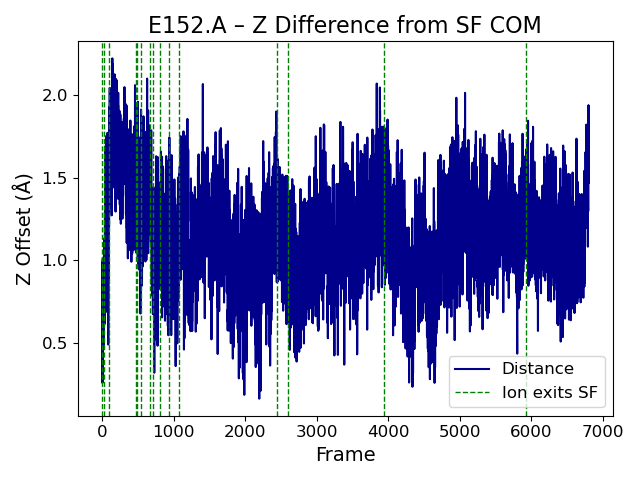 E152.A – Z Difference from SF COM
Z Offset (Å)
2.0
1.5
1.0
0.5
0
1000
2000
3000
4000
5000
6000
7000
Frame
Distance
Ion exits SF